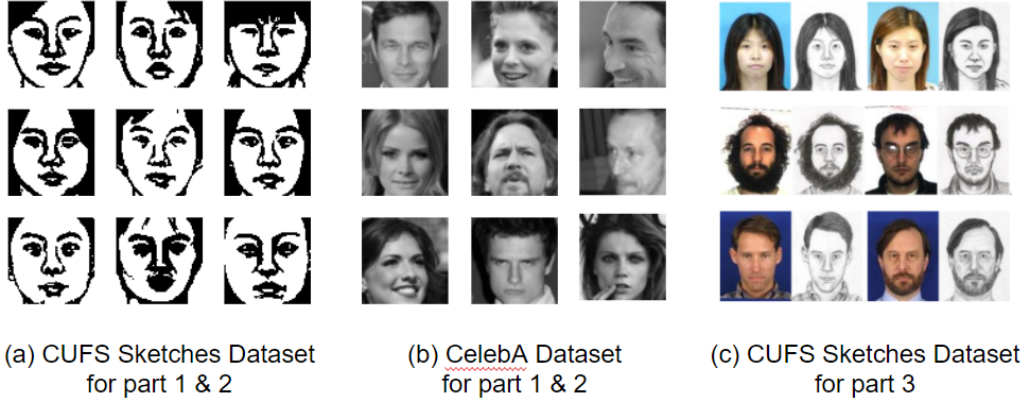 (a) CUFS Sketches Dataset
for part 1 & 2
(b) CelebA Dataset
for part 1 & 2
(c) CUFS Sketches Dataset
for part 3